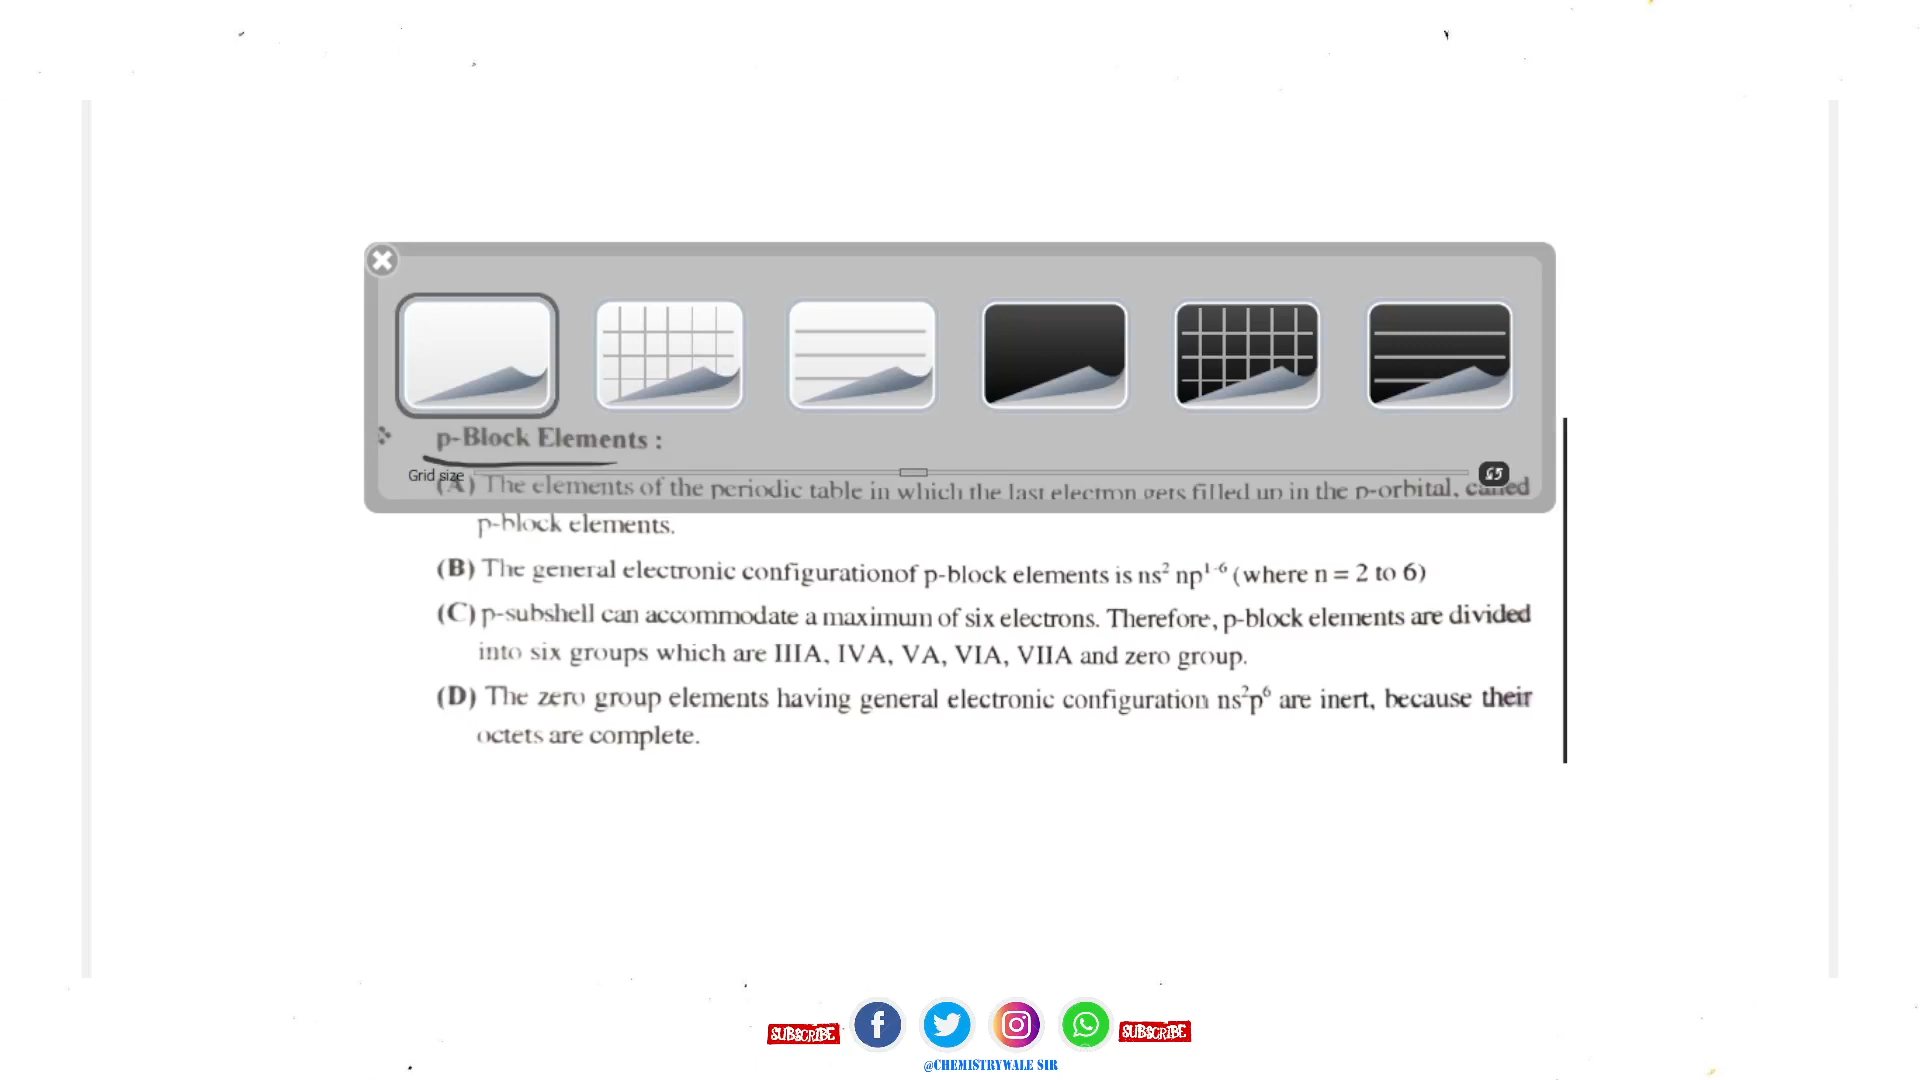 p-Block Elements :
Grid size
65
(A) The elements of the periodic table in which the last electron gets filled up in the p-orbital, called
p-block elements.
(B) The general electronic configurationof p-block elements is ns² np¹⁻⁶ (where n = 2 to 6)
(C) p-subshell can accommodate a maximum of six electrons. Therefore, p-block elements are divided
into six groups which are IIIA, IVA, VA, VIA, VIIA and zero group.
(D) The zero group elements having general electronic configuration ns²p⁶ are inert, because their
octets are complete.
SUBSCRIBE
SUBSCRIBE
@CHEMISTRYWALE SIR